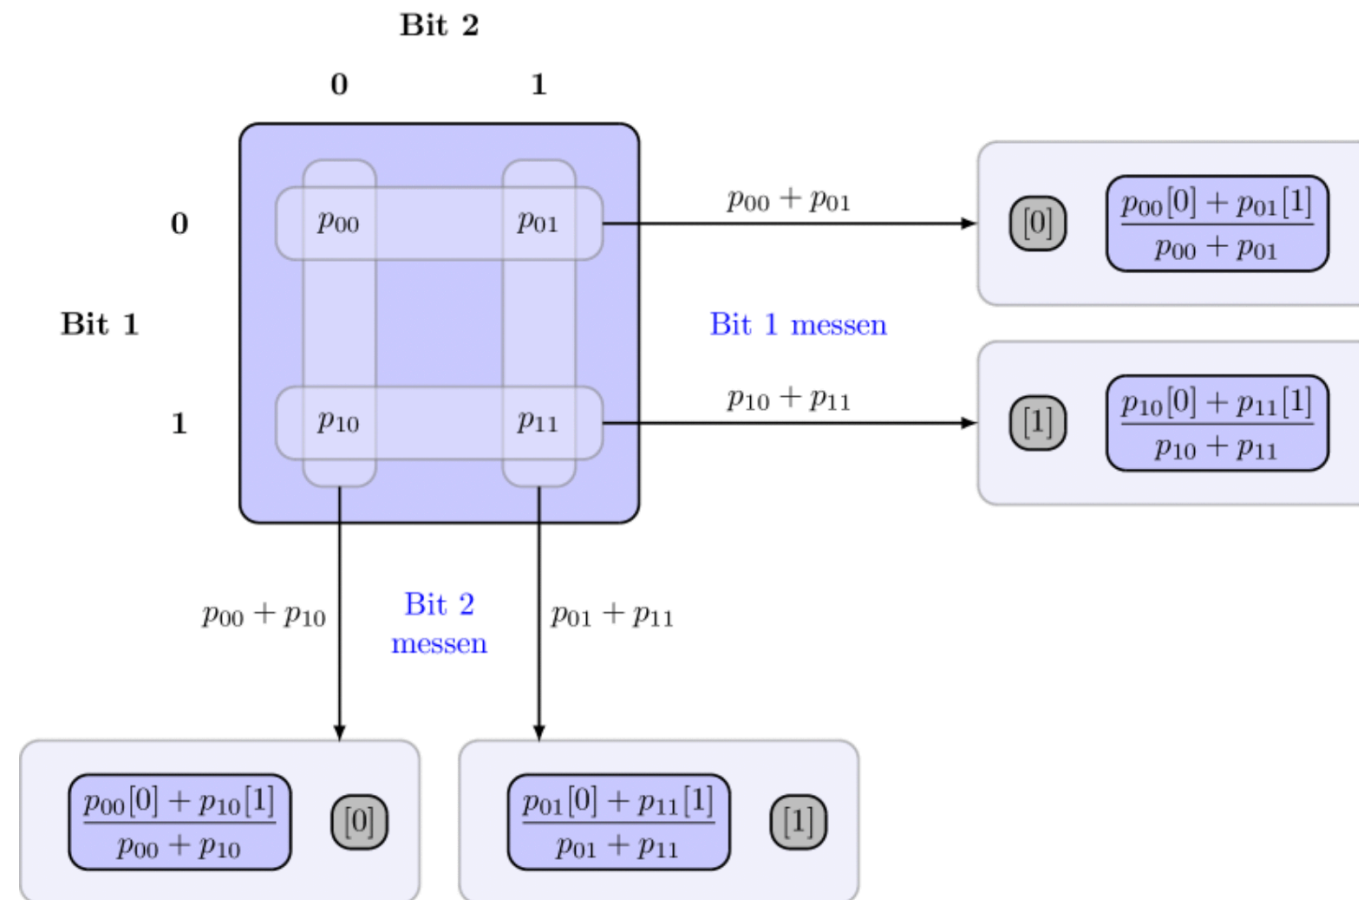 Bit 2
0 1
0 p₀₀ p₀₁ p₀₀ + p₀₁ [0] p₀₀[0] + p₀₁[1]
p₀₀ + p₀₁
Bit 1 Bit 1 messen
1 p₁₀ p₁₁ p₁₀ + p₁₁ [1] p₁₀[0] + p₁₁[1]
p₁₀ + p₁₁
p₀₀ + p₁₀ Bit 2 p₀₁ + p₁₁
messen
p₀₀[0] + p₁₀[1] [0] p₀₁[0] + p₁₁[1] [1]
p₀₀ + p₁₀ p₀₁ + p₁₁